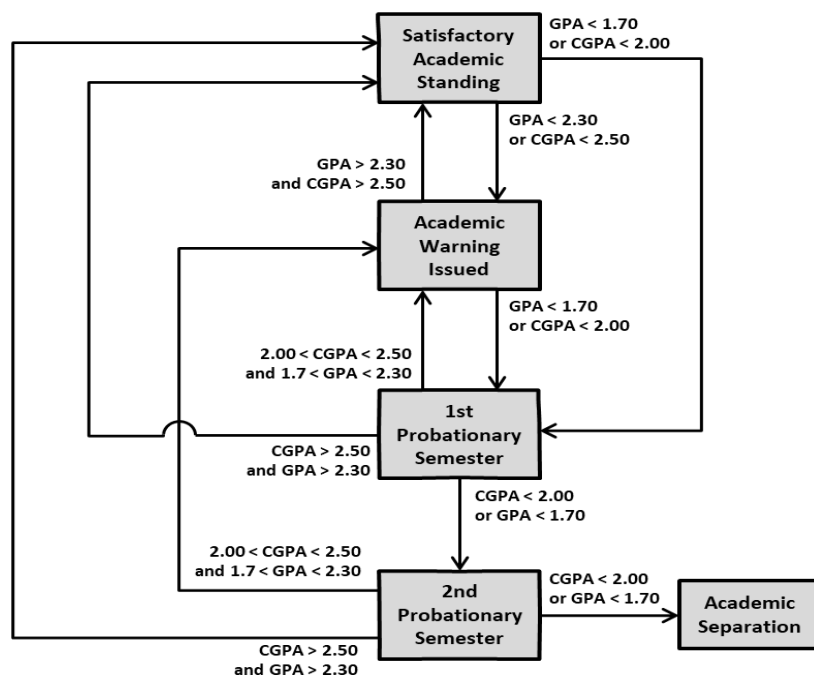 Satisfactory
Academic
Standing
GPA < 1.70
or CGPA < 2.00
GPA < 2.30
or CGPA < 2.50
GPA > 2.30
and CGPA > 2.50
Academic
Warning
Issued
GPA < 1.70
or CGPA < 2.00
2.00 < CGPA < 2.50
and 1.7 < GPA < 2.30
1st
Probationary
Semester
CGPA > 2.50
and GPA > 2.30
CGPA < 2.00
or GPA < 1.70
2.00 < CGPA < 2.50
and 1.7 < GPA < 2.30
2nd
Probationary
Semester
CGPA < 2.00
or GPA < 1.70
Academic
Separation
CGPA > 2.50
and GPA > 2.30